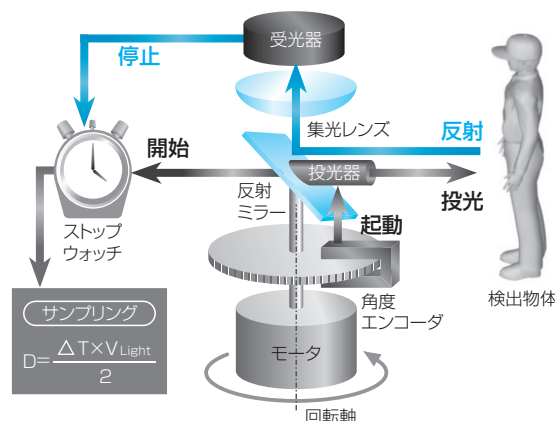 受光器
停止
集光レンズ
反射
開始
投光器
投光
反射
ミラー
起動
ストップ
ウォッチ
検出物体
角度
エンコーダ
サンプリング
D=△T×VLight/2
モータ
回転軸